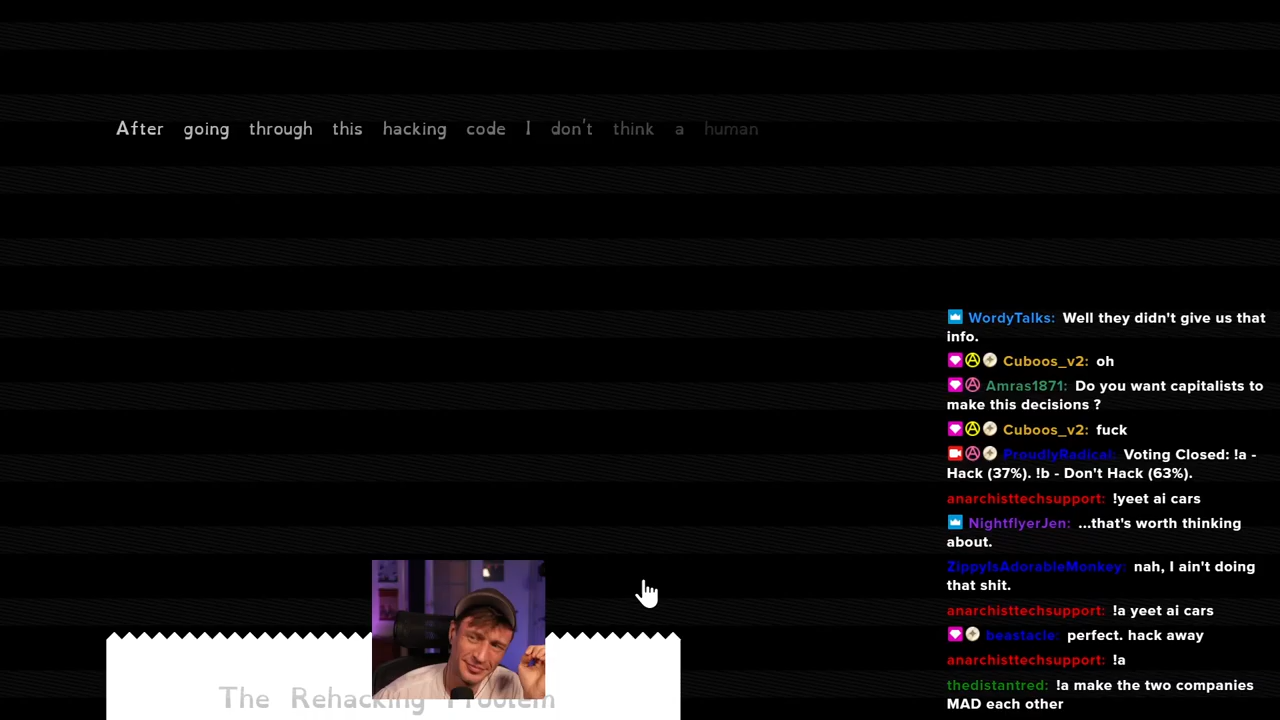 After going through this hacking code I don't think a human
WordyTalks: Well they didn't give us that
info.
Cuboos_v2: oh
Amras1871: Do you want capitalists to
make this decisions ?
Cuboos_v2: fuck
ProudlyRadical: Voting Closed: !a -
Hack (37%). !b - Don't Hack (63%).
anarchisttechsupport: !yeet ai cars
NightflyerJen: ...that's worth thinking
about.
ZippyIsAdorableMonkey: nah, I ain't doing
that shit.
anarchisttechsupport: !a yeet ai cars
beastacle: perfect. hack away
anarchisttechsupport: !a
thedistantred: !a make the two companies
MAD each other
The Rehacking Problem